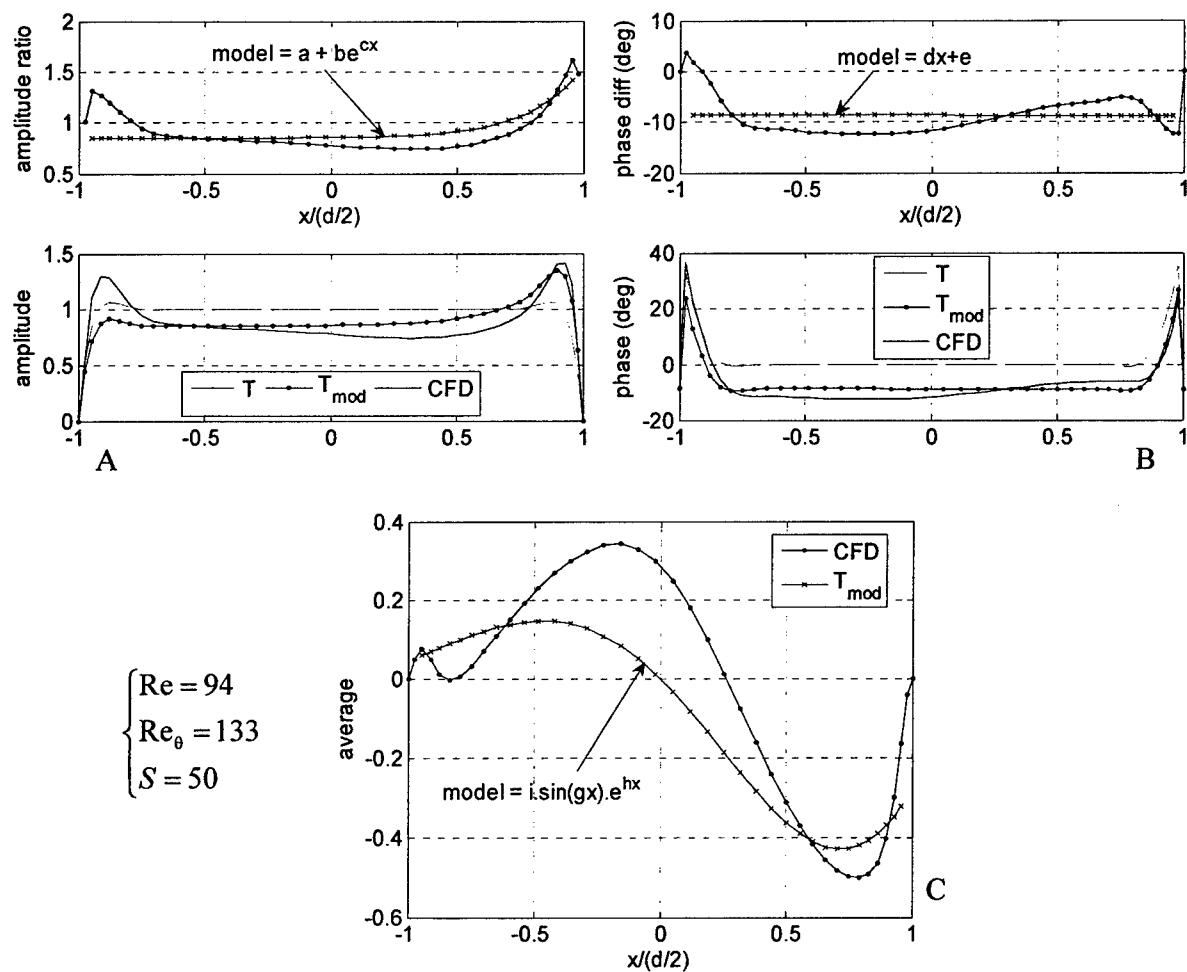 amplitude ratio
2
1.5
1
0.5
model = a + be^cx
-1 -0.5 0 0.5 1
x/(d/2)
phase diff (deg)
10
0
-10
-20
model = dx+e
-1 -0.5 0 0.5 1
x/(d/2)
amplitude
1.5
1
0.5
0
T T_mod CFD
-1 -0.5 0 0.5 1
x/(d/2)
A
phase (deg)
40
20
0
-20
T
T_mod
CFD
-1 -0.5 0 0.5 1
x/(d/2)
B
Re = 94
Re_θ = 133
S = 50
average
0.4
0.2
0
-0.2
-0.4
-0.6
CFD
T_mod
model = i.sin(gx).e^hx
-1 -0.5 0 0.5 1
x/(d/2)
C